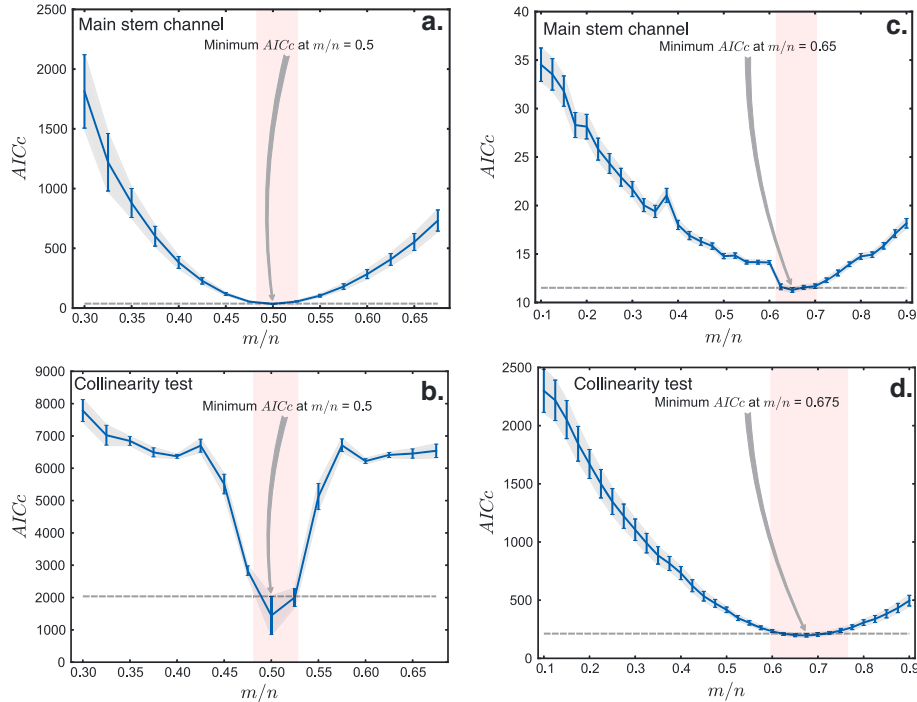 Main stem channel
a.
Minimum AICc at m/n = 0.5
2500
2000
1500
1000
500
0
AICc
0.30 0.35 0.40 0.45 0.50 0.55 0.60 0.65
m/n
Main stem channel
c.
Minimum AICc at m/n = 0.65
40
35
30
25
20
15
10
AICc
0.1 0.2 0.3 0.4 0.5 0.6 0.7 0.8 0.9
m/n
Collinearity test
b.
Minimum AICc at m/n = 0.5
9000
8000
7000
6000
5000
4000
3000
2000
1000
0
AICc
0.30 0.35 0.40 0.45 0.50 0.55 0.60 0.65
m/n
Collinearity test
d.
Minimum AICc at m/n = 0.675
2500
2000
1500
1000
500
0
AICc
0.1 0.2 0.3 0.4 0.5 0.6 0.7 0.8 0.9
m/n